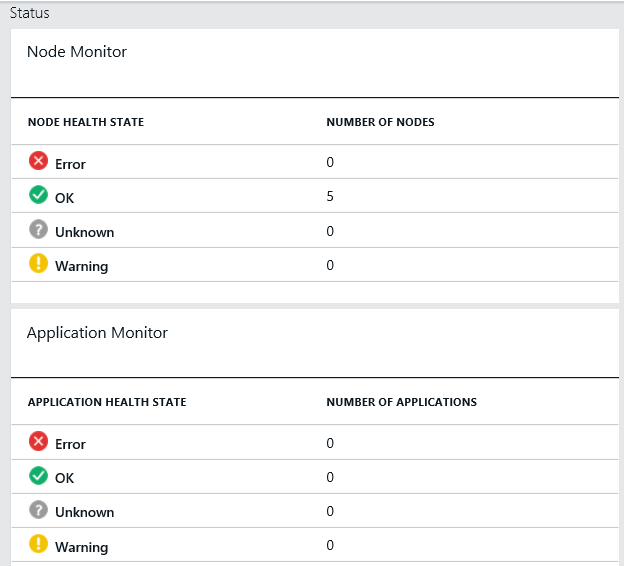 Status
Node Monitor
NODE HEALTH STATE NUMBER OF NODES
Error 0
OK 5
Unknown 0
Warning 0
Application Monitor
APPLICATION HEALTH STATE NUMBER OF APPLICATIONS
Error 0
OK 0
Unknown 0
Warning 0